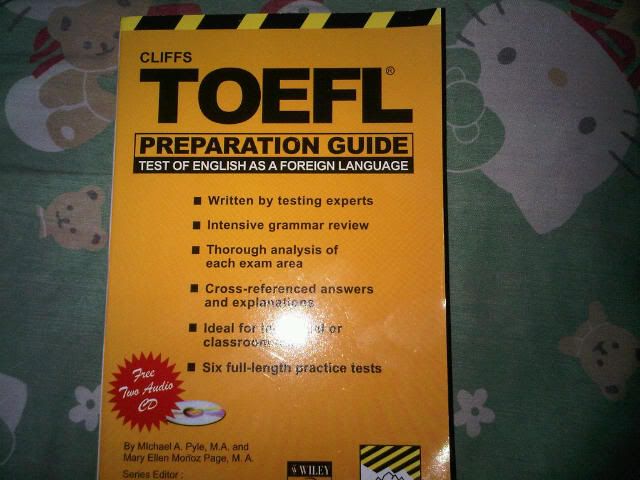 CLIFFS
TOEFL®
PREPARATION GUIDE
TEST OF ENGLISH AS A FOREIGN LANGUAGE
■ Written by testing experts
■ Intensive grammar review
■ Thorough analysis of
each exam area
■ Cross-referenced answers
and explanations
■ Ideal for or
classroom
■ Six full-length practice tests
Free
Two Audio
CD
By Michael A. Pyle, M.A. and
Mary Ellen Moñoz Page, M. A.
Series Editor :
WILEY